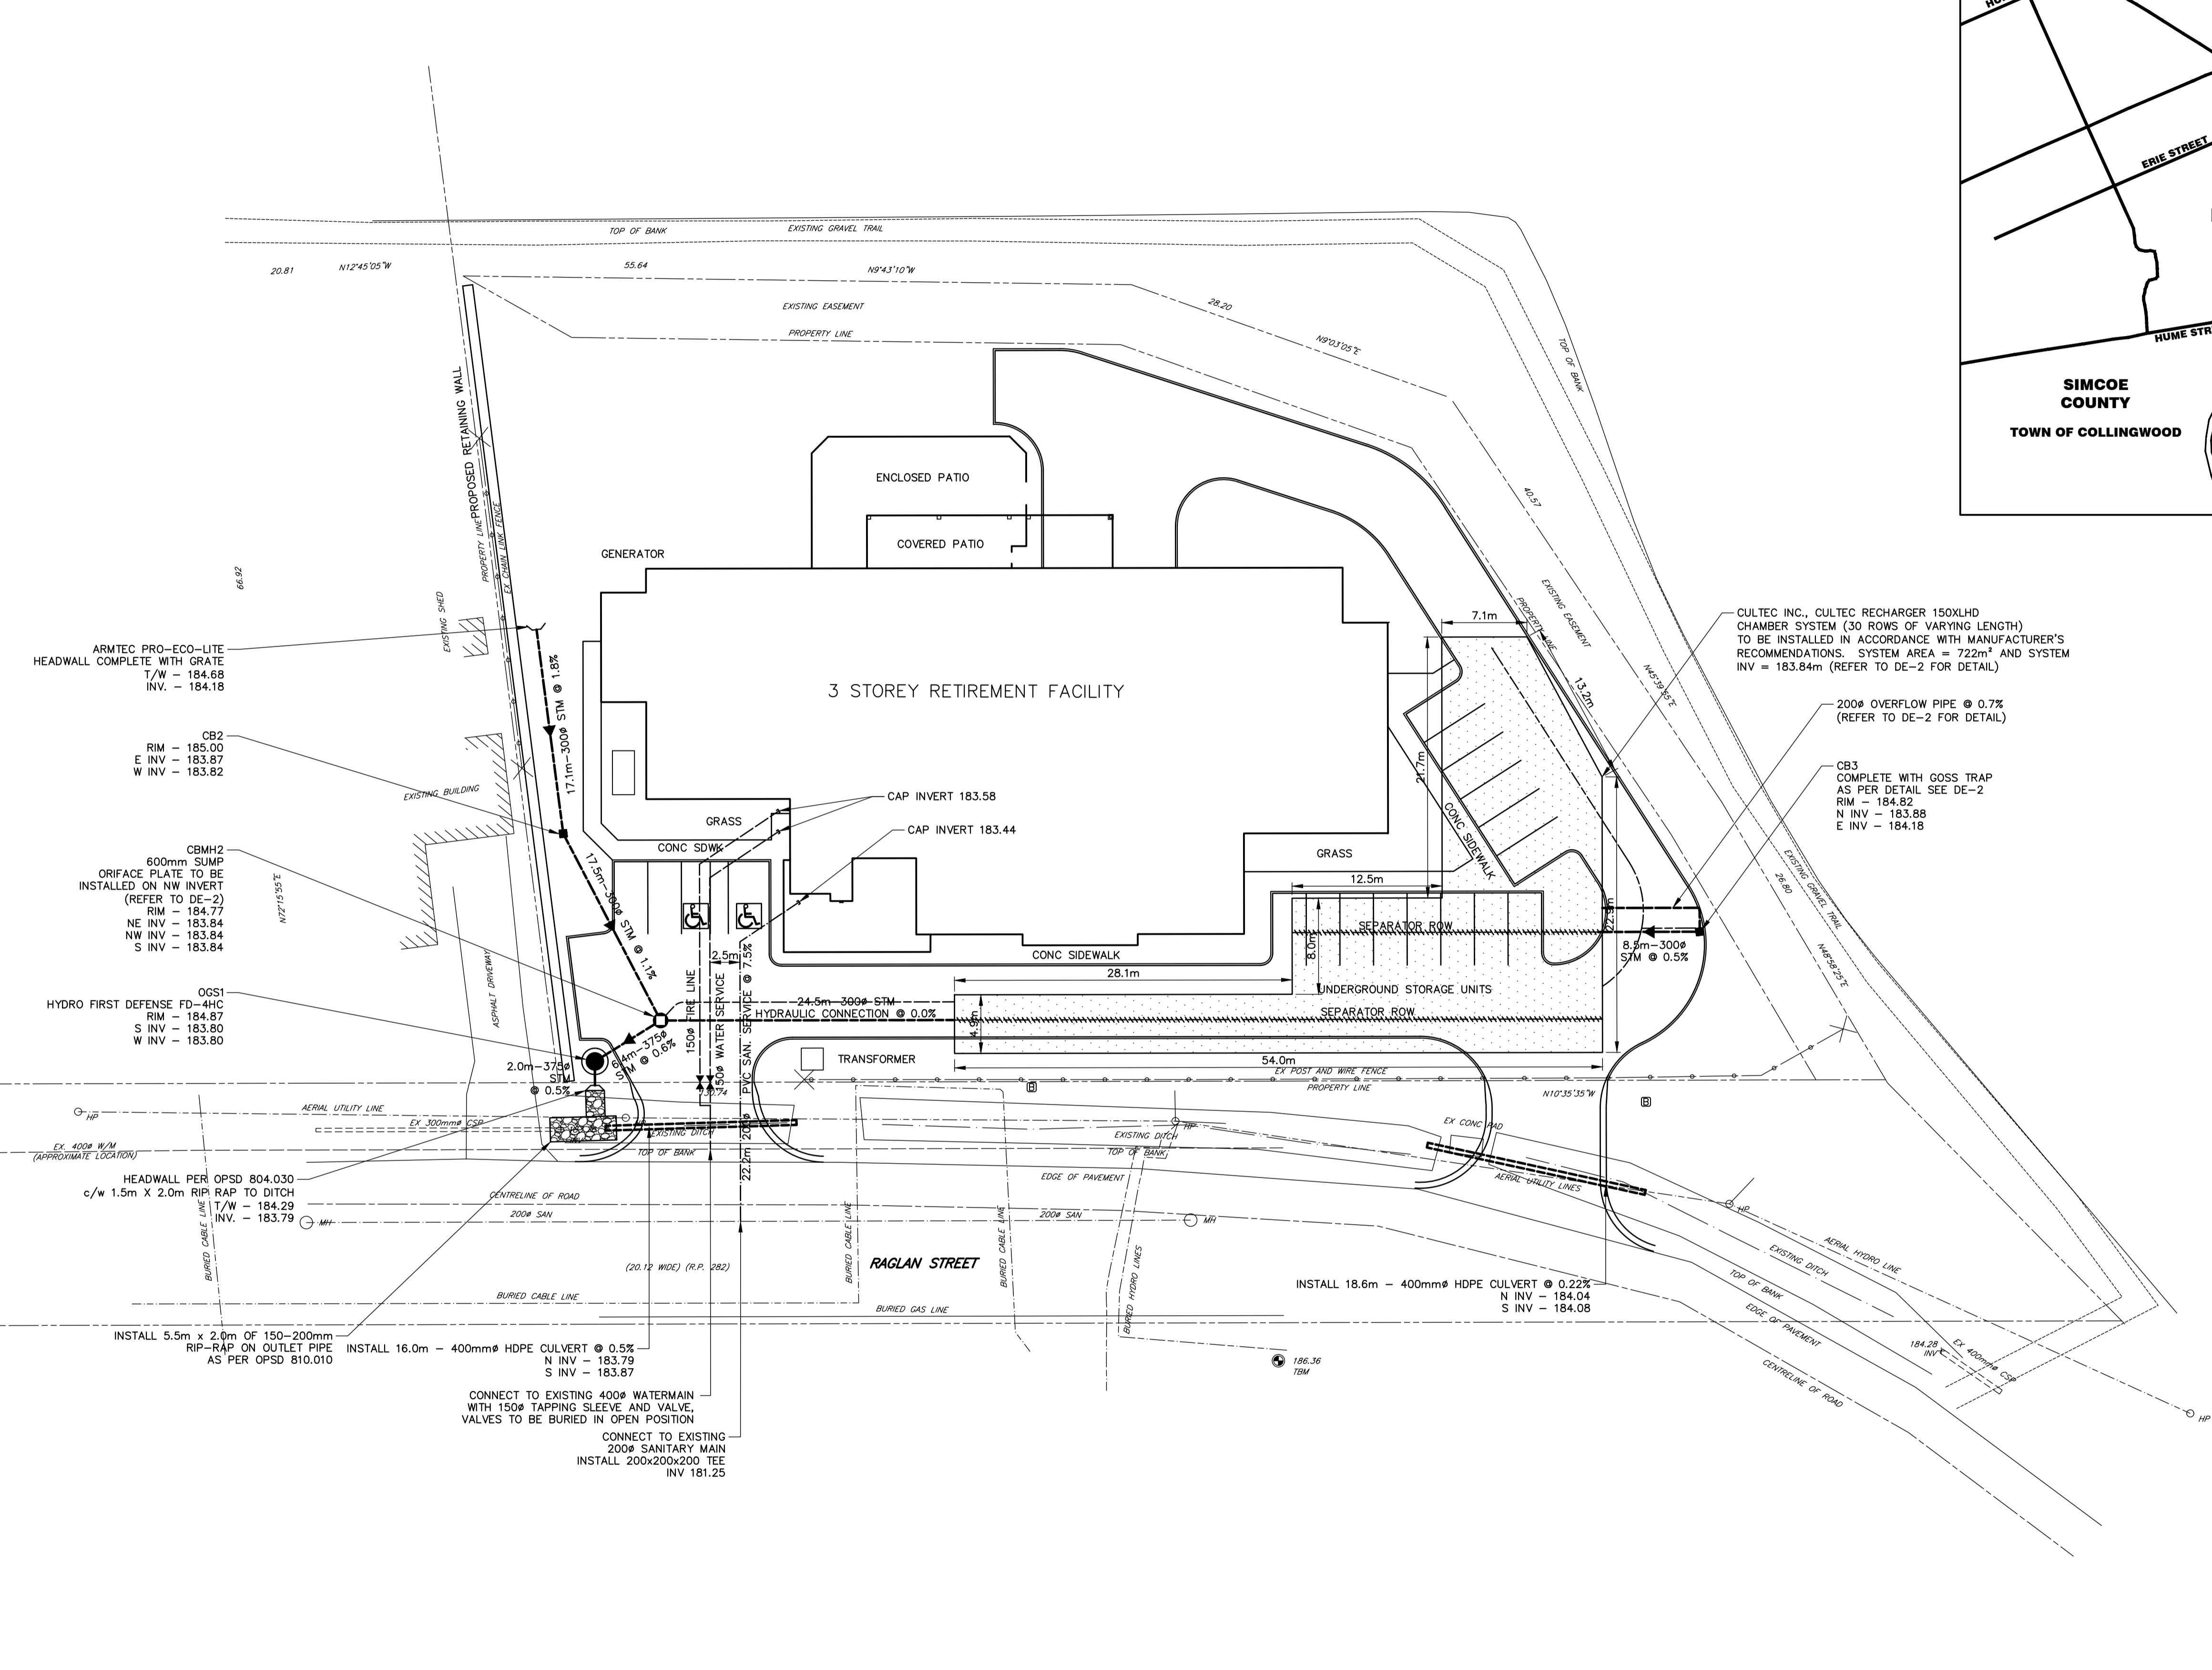 ERIE STREET
HUME STR
SIMCOE
COUNTY
TOWN OF COLLINGWOOD
TOP OF BANK
EXISTING GRAVEL TRAIL
20.81
N12°45'05"W
55.64
N9°43'10"W
EXISTING EASEMENT
PROPERTY LINE
28.20
N9°03'05"E
TOP OF BANK
40.57
PROPOSED RETAINING WALL
PROPERTY LINE
EX CHAIN LINK FENCE
ENCLOSED PATIO
COVERED PATIO
GENERATOR
66.92
EXISTING SHED
3 STOREY RETIREMENT FACILITY
7.1m
PROPERTY LINE
EXISTING EASEMENT
13.2m
N45°39'55"E
CULTEC INC., CULTEC RECHARGER 150XLHD
CHAMBER SYSTEM (30 ROWS OF VARYING LENGTH)
TO BE INSTALLED IN ACCORDANCE WITH MANUFACTURER'S
RECOMMENDATIONS. SYSTEM AREA = 722m² AND SYSTEM
INV = 183.84m (REFER TO DE-2 FOR DETAIL)
200ø OVERFLOW PIPE @ 0.7%
(REFER TO DE-2 FOR DETAIL)
CB3
COMPLETE WITH GOSS TRAP
AS PER DETAIL SEE DE-2
RIM - 184.82
N INV - 183.88
E INV - 184.18
ARMTEC PRO-ECO-LITE
HEADWALL COMPLETE WITH GRATE
T/W - 184.68
INV. - 184.18
17.1m-300ø STM @ 1.8%
CB2
RIM - 185.00
E INV - 183.87
W INV - 183.82
EXISTING BUILDING
21.7m
CAP INVERT 183.58
CAP INVERT 183.44
GRASS
CONC SDWK
17.5m-300ø STM @ 1.1%
CONC SIDEWALK
GRASS
12.5m
CBMH2
600mm SUMP
ORIFACE PLATE TO BE
INSTALLED ON NW INVERT
(REFER TO DE-2)
RIM - 184.77
NE INV - 183.84
NW INV - 183.84
S INV - 183.84
N72°15'55"E
ASPHALT DRIVEWAY
SEPARATOR ROW
8.0m
22.9m
8.5m-300ø
STM @ 0.5%
EXISTING GRAVEL TRAIL
26.80
N48°58'25"E
CONC SIDEWALK
2.5m
28.1m
UNDERGROUND STORAGE UNITS
24.5m-300ø STM
HYDRAULIC CONNECTION @ 0.0%
SEPARATOR ROW
4.9m
OGS1
HYDRO FIRST DEFENSE FD-4HC
RIM - 184.87
S INV - 183.80
W INV - 183.80
6.4m-375ø
STM @ 0.6%
2.0m-375ø
STM
@ 0.5%
150ø FIRE LINE
150ø WATER SERVICE
22.2m 200ø PVC SAN. SERVICE @ 7.5%
TRANSFORMER
54.0m
EX POST AND WIRE FENCE
PROPERTY LINE
N10°35'35"W
B
B
HP
AERIAL UTILITY LINE
EX 300mmø CSP
EXISTING DITCH
EX. 400ø W/M
(APPROXIMATE LOCATION)
TOP OF BANK
HP
EXISTING DITCH
TOP OF BANK
EX CONC PAD
EDGE OF PAVEMENT
AERIAL UTILITY LINES
HEADWALL PER OPSD 804.030
c/w 1.5m X 2.0m RIP RAP TO DITCH
T/W - 184.29
INV. - 183.79
CENTRELINE OF ROAD
MH
200ø SAN
200ø SAN
MH
HP
BURIED CABLE LINE
BURIED CABLE LINE
BURIED CABLE LINE
BURIED HYDRO LINES
RAGLAN STREET
(20.12 WIDE) (R.P. 282)
AERIAL HYDRO LINE
EXISTING DITCH
TOP OF BANK
EDGE OF PAVEMENT
INSTALL 18.6m - 400mmø HDPE CULVERT @ 0.22%
N INV - 184.04
S INV - 184.08
BURIED CABLE LINE
BURIED GAS LINE
INSTALL 5.5m x 2.0m OF 150-200mm
RIP-RAP ON OUTLET PIPE
AS PER OPSD 810.010
INSTALL 16.0m - 400mmø HDPE CULVERT @ 0.5%
N INV - 183.79
S INV - 183.87
186.36
TBM
184.28
INV
EX 400mmø CSP
CENTRELINE OF ROAD
HP
CONNECT TO EXISTING 400ø WATERMAIN
WITH 150ø TAPPING SLEEVE AND VALVE,
VALVES TO BE BURIED IN OPEN POSITION
CONNECT TO EXISTING
200ø SANITARY MAIN
INSTALL 200x200x200 TEE
INV 181.25